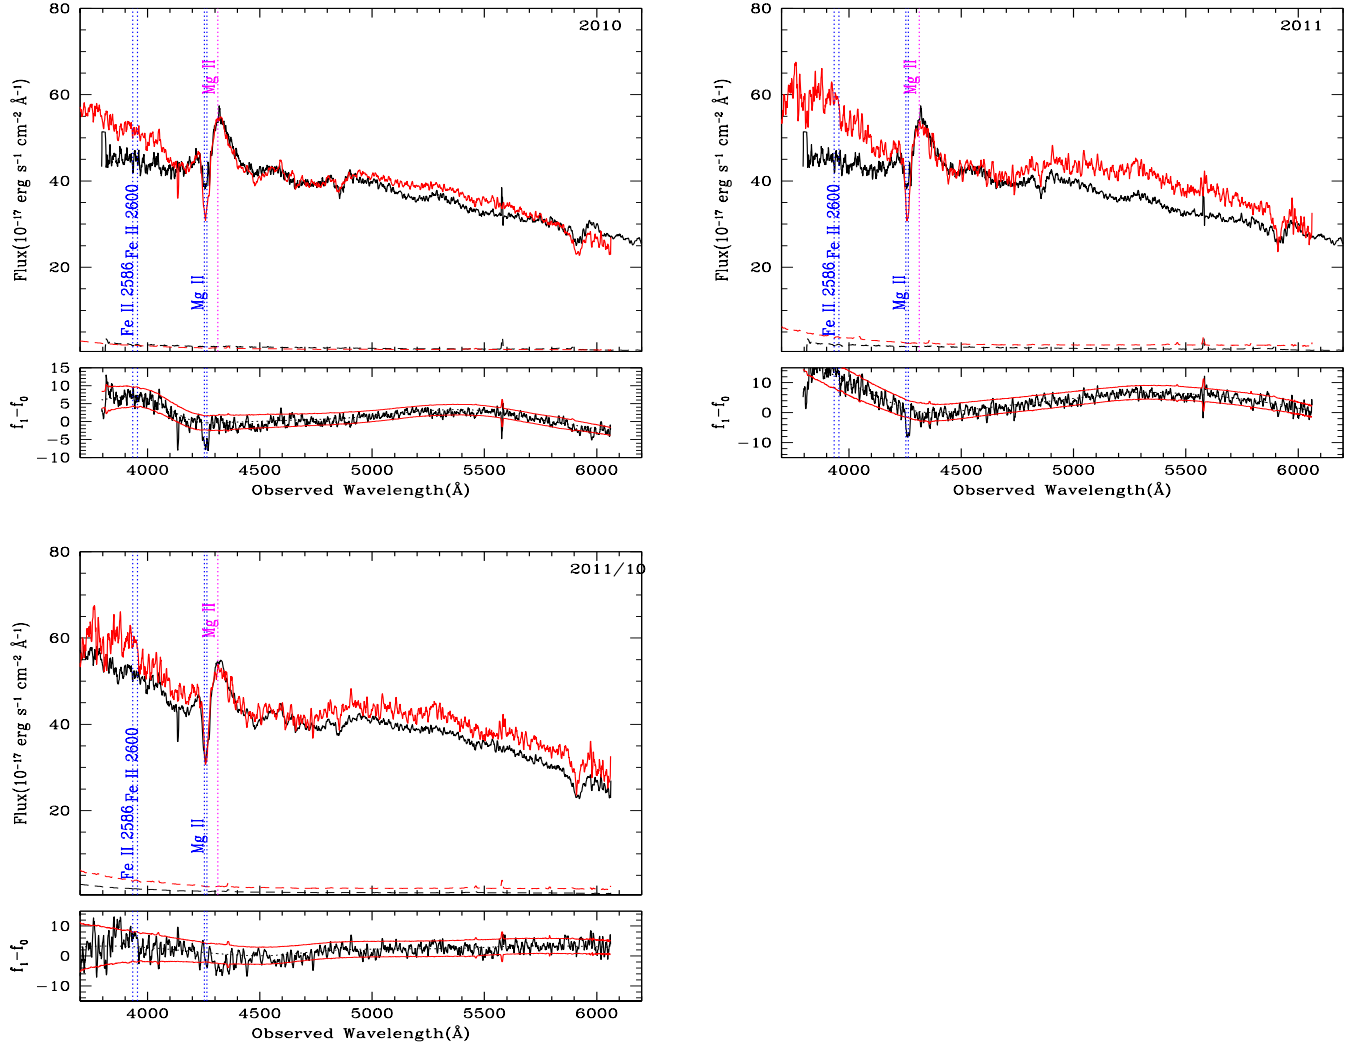 2010
Flux(10⁻¹⁷ erg s⁻¹ cm⁻² Å⁻¹)
80
60
40
20
Mg II
Fe II 2586
Fe II 2600
Mg II
f₁−f₀
15
10
5
0
−5
−10
4000 4500 5000 5500 6000
Observed Wavelength(Å)
2011
Flux(10⁻¹⁷ erg s⁻¹ cm⁻² Å⁻¹)
80
60
40
20
Mg II
Fe II 2586
Fe II 2600
Mg II
f₁−f₀
10
0
−10
4000 4500 5000 5500 6000
Observed Wavelength(Å)
2011/10
Flux(10⁻¹⁷ erg s⁻¹ cm⁻² Å⁻¹)
80
60
40
20
Mg II
Fe II 2586
Fe II 2600
Mg II
f₁−f₀
10
0
−10
4000 4500 5000 5500 6000
Observed Wavelength(Å)